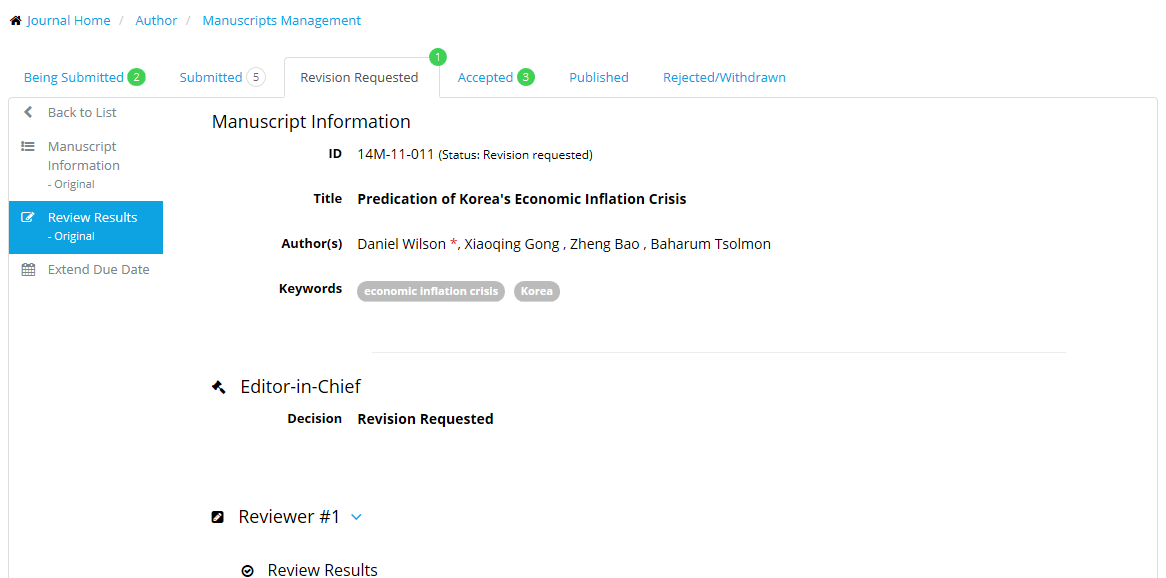 Journal Home / Author / Manuscripts Management
Being Submitted 2 Submitted 5 Revision Requested 1 Accepted 3 Published Rejected/Withdrawn
Back to List
Manuscript
Information
- Original
Review Results
- Original
Extend Due Date
Manuscript Information
ID 14M-11-011 (Status: Revision requested)
Title Predication of Korea's Economic Inflation Crisis
Author(s) Daniel Wilson *, Xiaoqing Gong , Zheng Bao , Baharum Tsolmon
Keywords economic inflation crisis Korea
Editor-in-Chief
Decision Revision Requested
Reviewer #1
Review Results